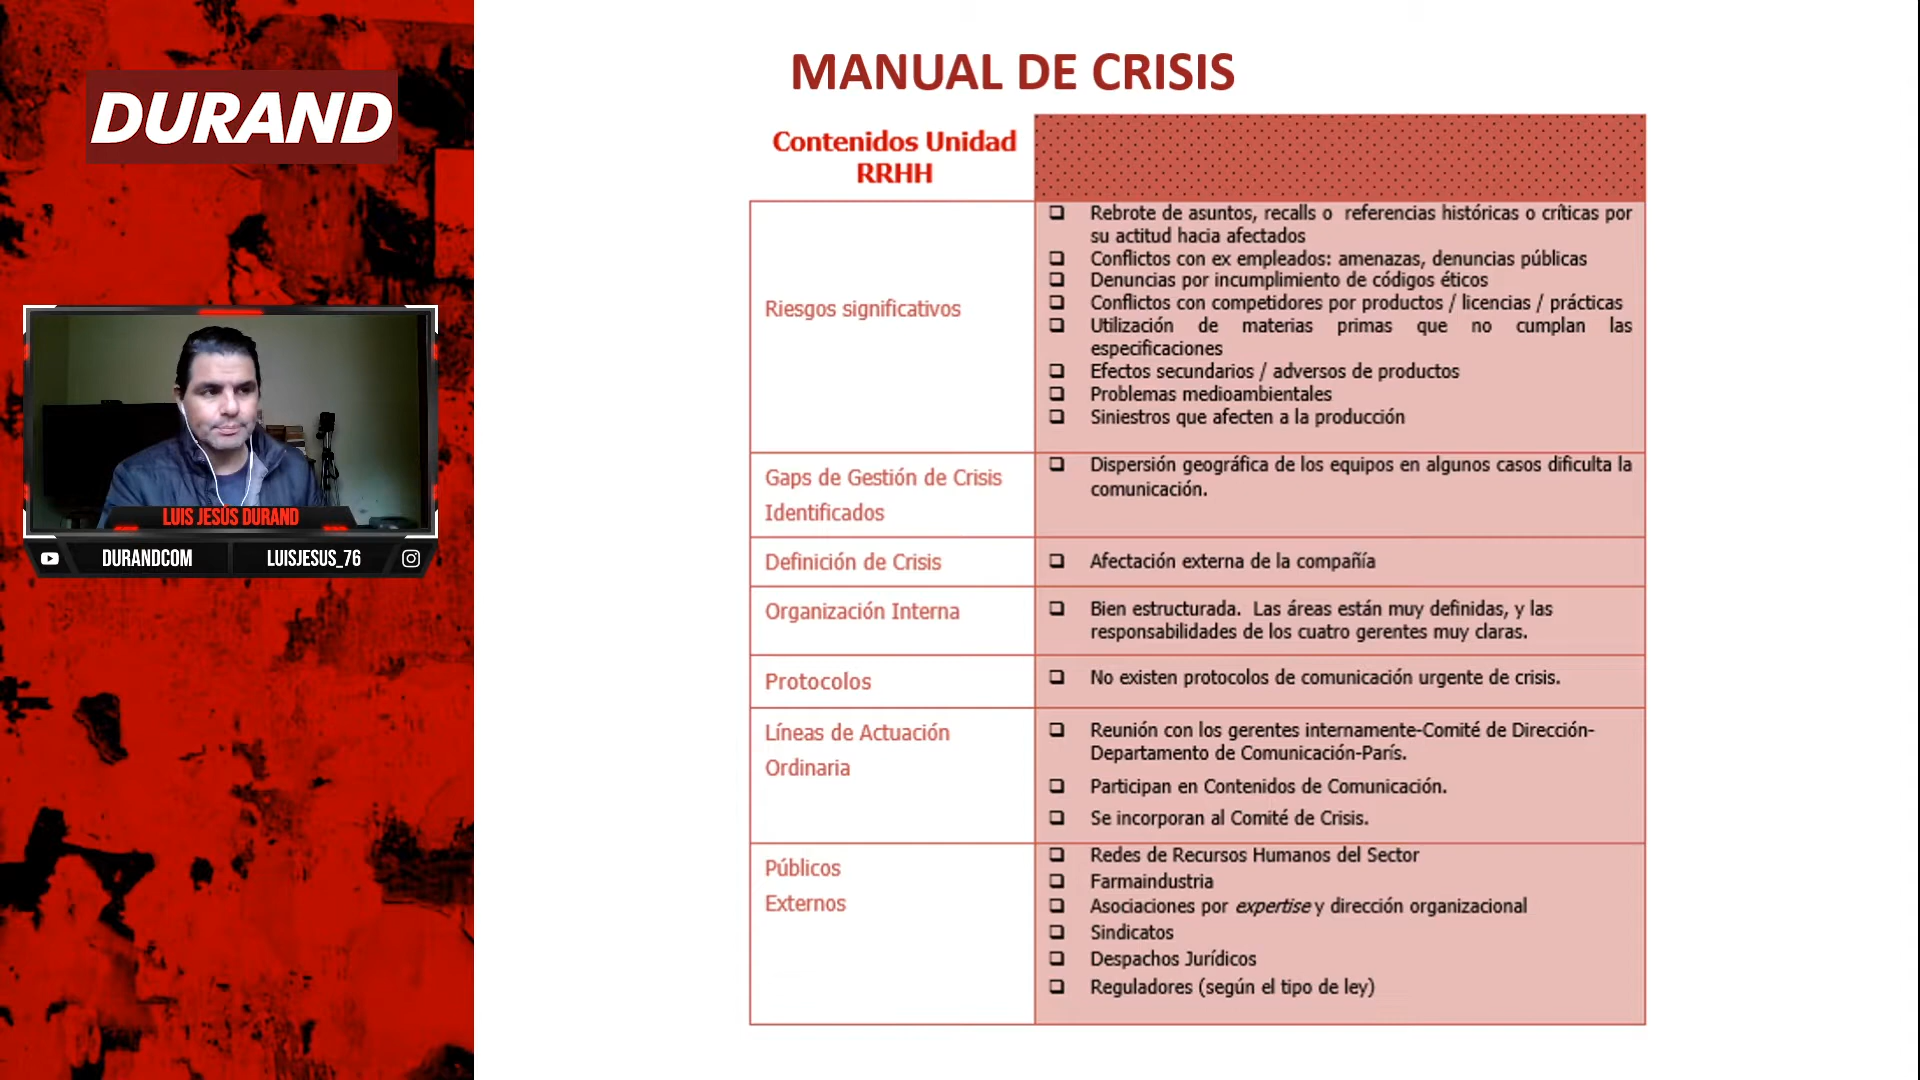 DURAND
LUIS JESÚS DURAND
DURANDCOM
LUISJESUS_76
MANUAL DE CRISIS
Contenidos Unidad
RRHH
Riesgos significativos
Rebrote de asuntos, recalls o referencias históricas o críticas por
su actitud hacia afectados
Conflictos con ex empleados: amenazas, denuncias públicas
Denuncias por incumplimiento de códigos éticos
Conflictos con competidores por productos / licencias / prácticas
Utilización de materias primas que no cumplan las
especificaciones
Efectos secundarios / adversos de productos
Problemas medioambientales
Siniestros que afecten a la producción
Gaps de Gestión de Crisis
Identificados
Dispersión geográfica de los equipos en algunos casos dificulta la
comunicación.
Definición de Crisis
Afectación externa de la compañía
Organización Interna
Bien estructurada. Las áreas están muy definidas, y las
responsabilidades de los cuatro gerentes muy claras.
Protocolos
No existen protocolos de comunicación urgente de crisis.
Líneas de Actuación
Ordinaria
Reunión con los gerentes internamente-Comité de Dirección-
Departamento de Comunicación-París.
Participan en Contenidos de Comunicación.
Se incorporan al Comité de Crisis.
Públicos
Externos
Redes de Recursos Humanos del Sector
Farmaindustria
Asociaciones por expertise y dirección organizacional
Sindicatos
Despachos Jurídicos
Reguladores (según el tipo de ley)